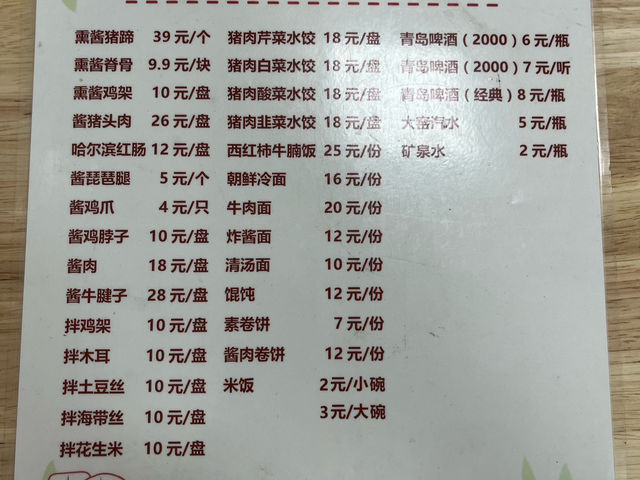 熏酱猪蹄 39元/个
熏酱脊骨 9.9元/块
熏酱鸡架 10元/盘
酱猪头肉 26元/盘
哈尔滨红肠 12元/盘
酱琵琶腿 5元/个
酱鸡爪 4元/只
酱鸡脖子 10元/盘
酱肉 18元/盘
酱牛腱子 28元/盘
拌鸡架 10元/盘
拌木耳 10元/盘
拌土豆丝 10元/盘
拌海带丝 10元/盘
拌花生米 10元/盘
猪肉芹菜水饺 18元/盘
猪肉白菜水饺 18元/盘
猪肉酸菜水饺 18元/盘
猪肉韭菜水饺 18元/盘
西红柿牛腩饭 25元/份
朝鲜冷面 16元/份
牛肉面 20元/份
炸酱面 12元/份
清汤面 10元/份
馄饨 12元/份
素卷饼 7元/份
酱肉卷饼 12元/份
米饭 2元/小碗
3元/大碗
青岛啤酒（2000）6元/瓶
青岛啤酒（2000）7元/听
青岛啤酒（经典）8元/瓶
大窑汽水 5元/瓶
矿泉水 2元/瓶